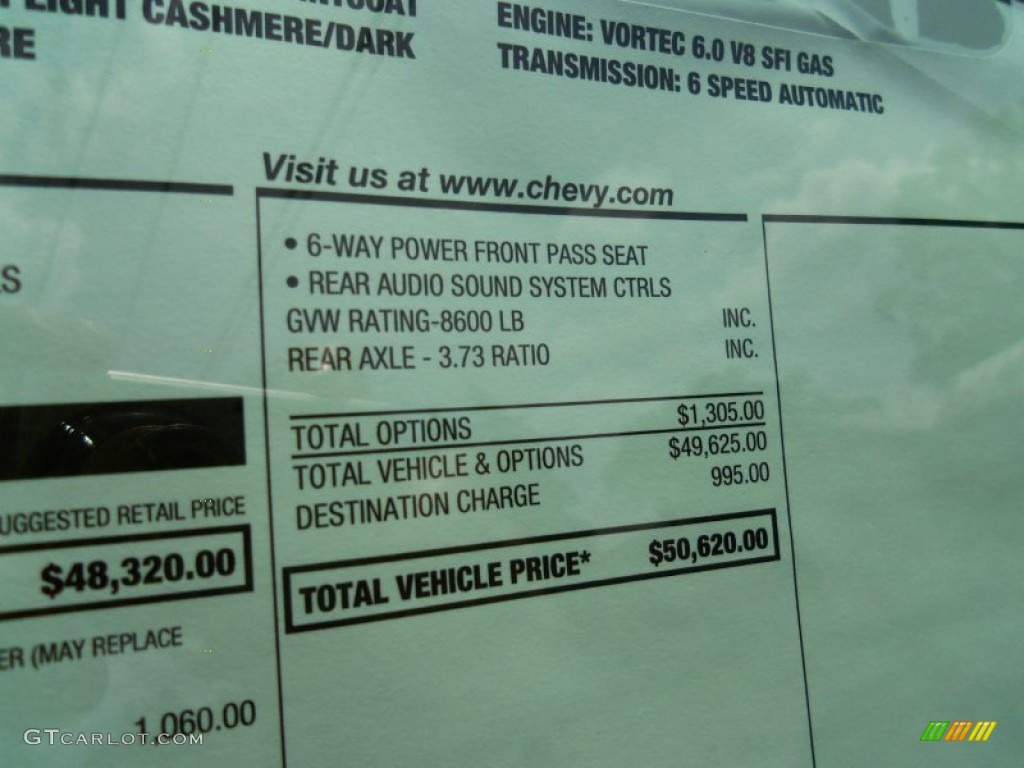 LIGHT CASHMERE/DARK
ENGINE: VORTEC 6.0 V8 SFI GAS
TRANSMISSION: 6 SPEED AUTOMATIC
Visit us at www.chevy.com
• 6-WAY POWER FRONT PASS SEAT
• REAR AUDIO SOUND SYSTEM CTRLS
GVW RATING-8600 LB INC.
REAR AXLE - 3.73 RATIO INC.
TOTAL OPTIONS $1,305.00
TOTAL VEHICLE & OPTIONS $49,625.00
DESTINATION CHARGE 995.00
TOTAL VEHICLE PRICE* $50,620.00
UGGESTED RETAIL PRICE
$48,320.00
ER (MAY REPLACE
1,060.00
GTCARLOT.COM